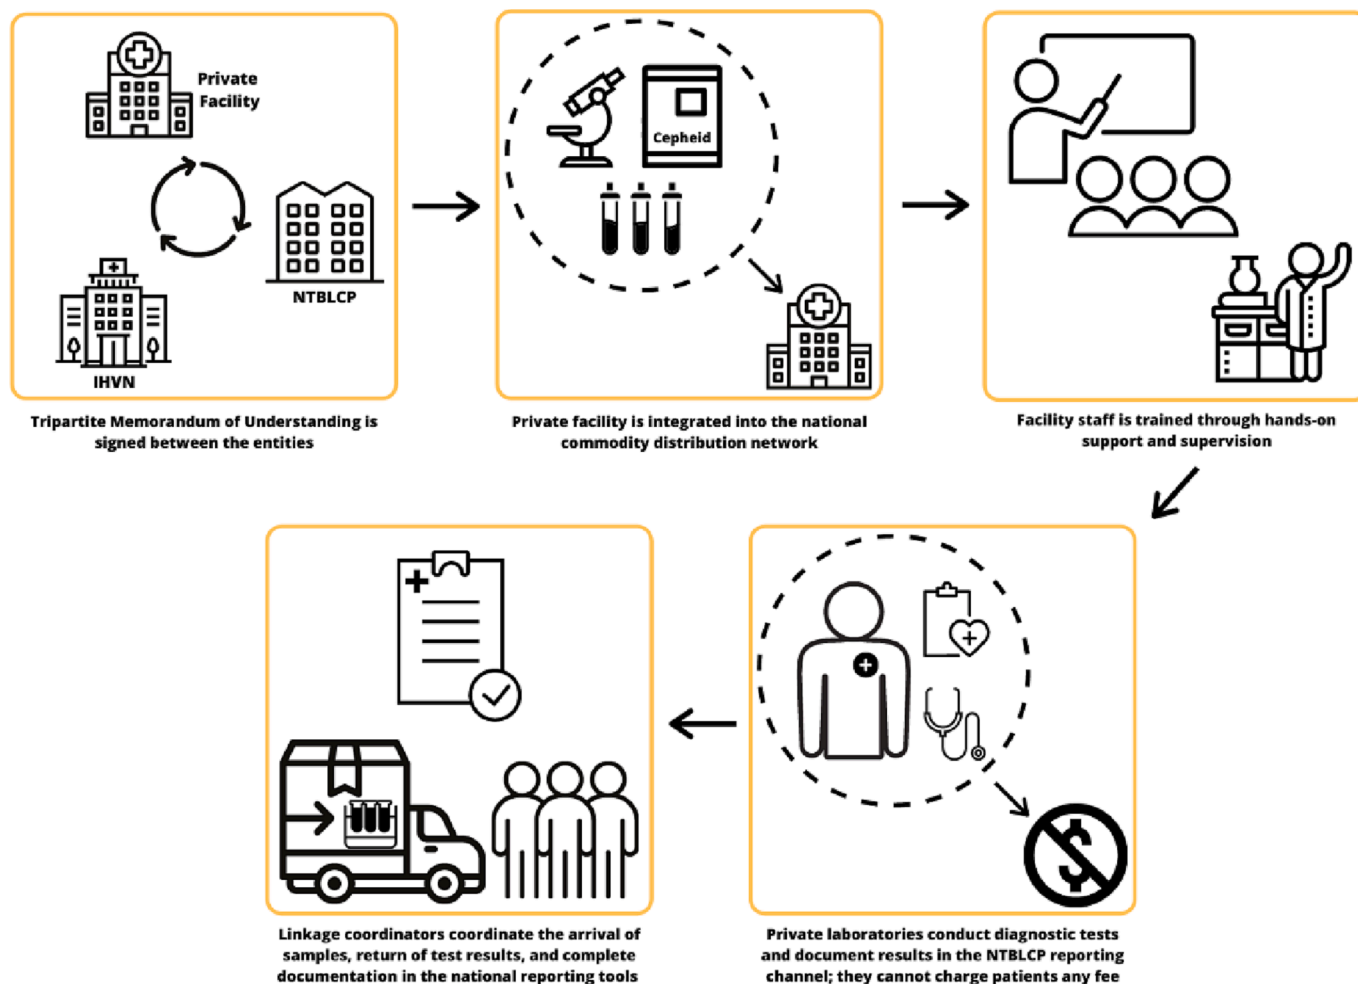 Private
Facility
NTBLCP
IHVN
Tripartite Memorandum of Understanding is
signed between the entities
Cepheid
Private facility is integrated into the national
commodity distribution network
Facility staff is trained through hands-on
support and supervision
Private laboratories conduct diagnostic tests
and document results in the NTBLCP reporting
channel; they cannot charge patients any fee
Linkage coordinators coordinate the arrival of
samples, return of test results, and complete
documentation in the national reporting tools